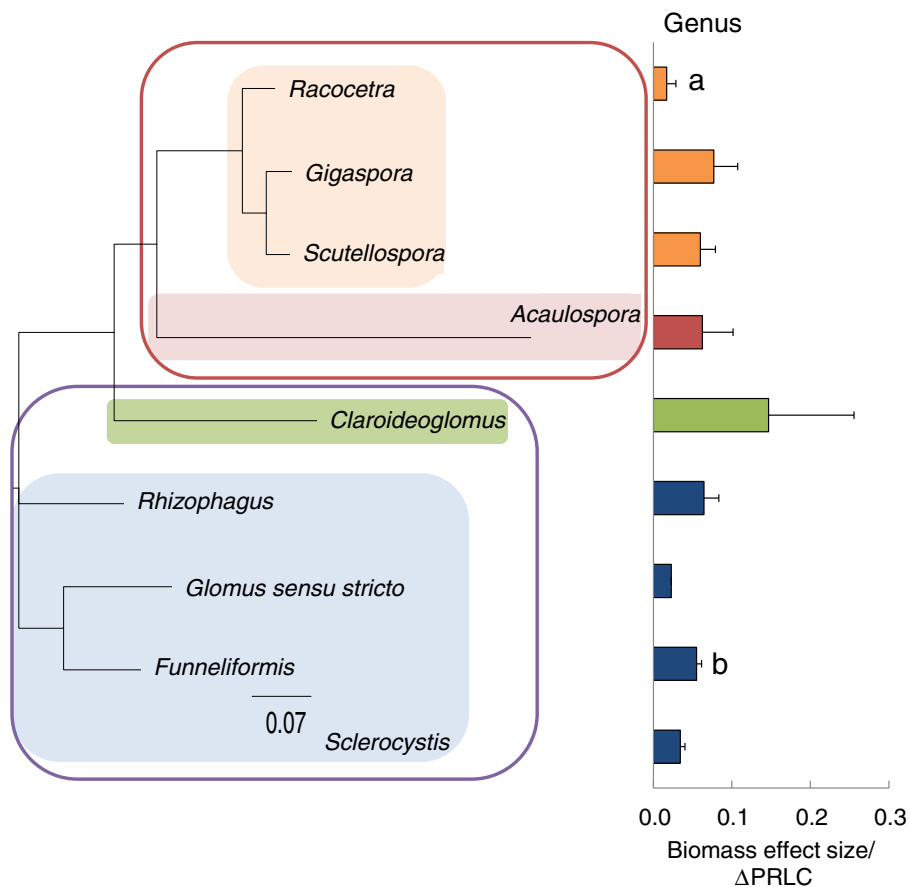 Genus
Racocetra
a
Gigaspora
Scutellospora
Acaulospora
Claroideoglomus
Rhizophagus
Glomus sensu stricto
Funneliformis
b
0.07
Sclerocystis
0.0 0.1 0.2 0.3
Biomass effect size/
ΔPRLC